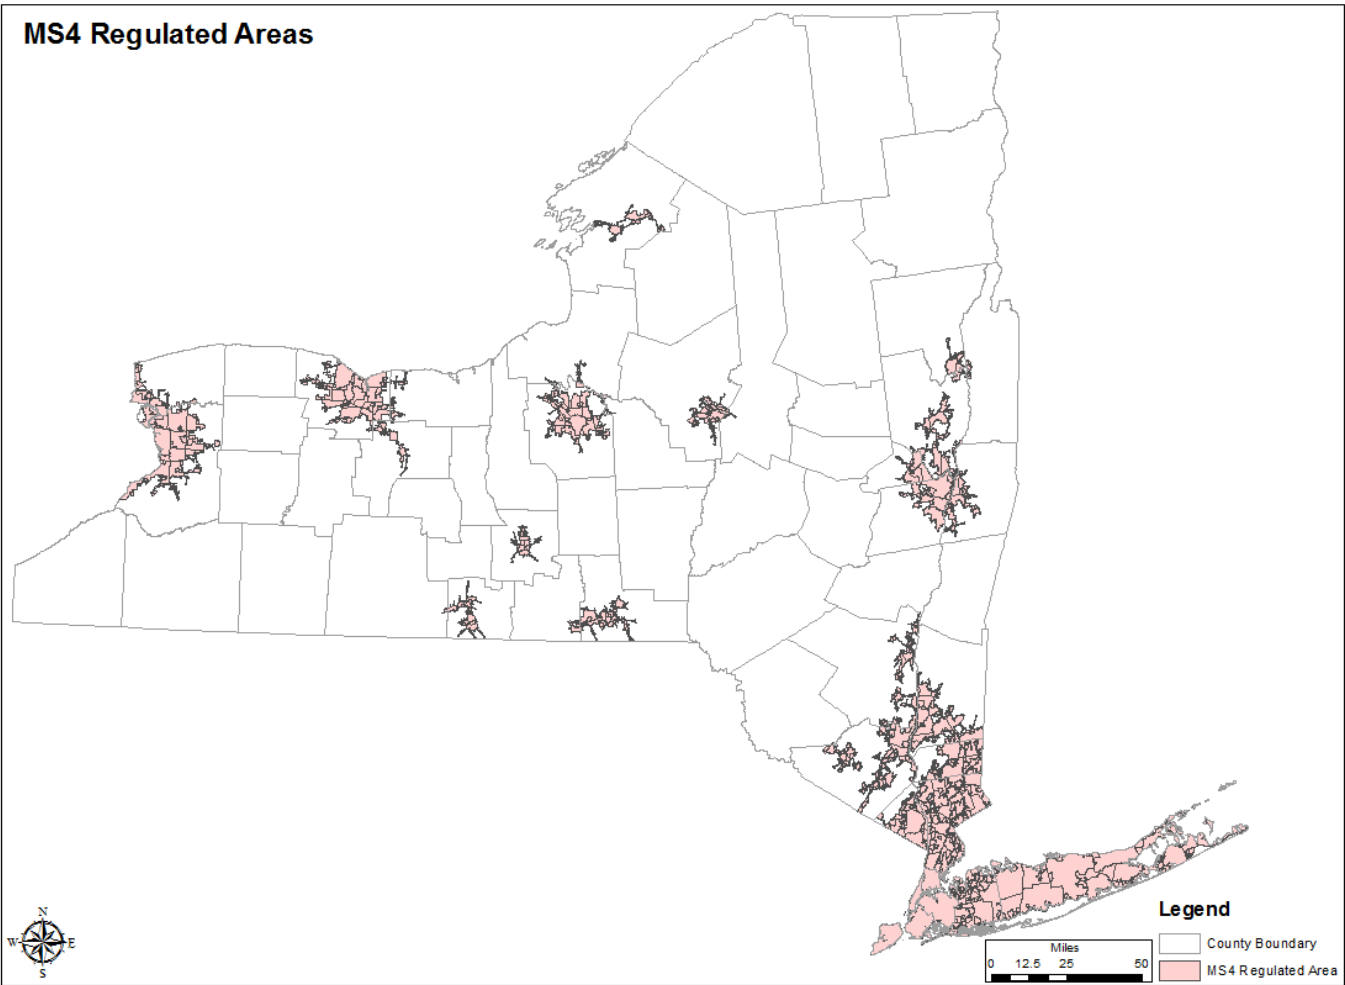 MS4 Regulated Areas
N
W
E
S
Legend
Miles
0 12.5 25 50
County Boundary
MS4 Regulated Area